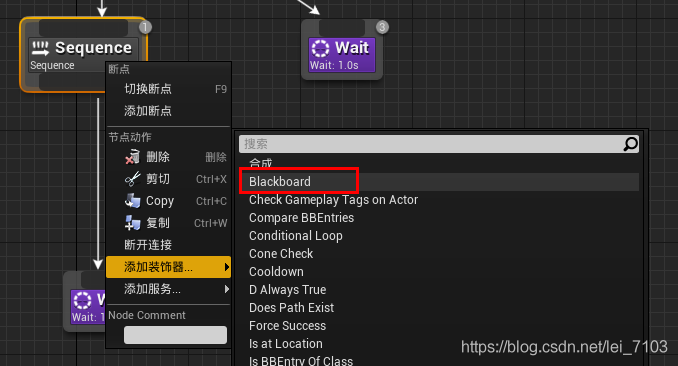 1
Sequence
Sequence
3
Wait
Wait: 1.0s
断点
切换断点 F9
添加断点
节点动作
删除 删除
剪切 Ctrl+X
Copy Ctrl+C
复制 Ctrl+W
断开连接
添加装饰器...
添加服务...
Node Comment
搜索
合成
Blackboard
Check Gameplay Tags on Actor
Compare BBEntries
Conditional Loop
Cone Check
Cooldown
D Always True
Does Path Exist
Force Success
Is at Location
Is BBEntry Of Class
W
Wait: 1
https://blog.csdn.net/lei_7103